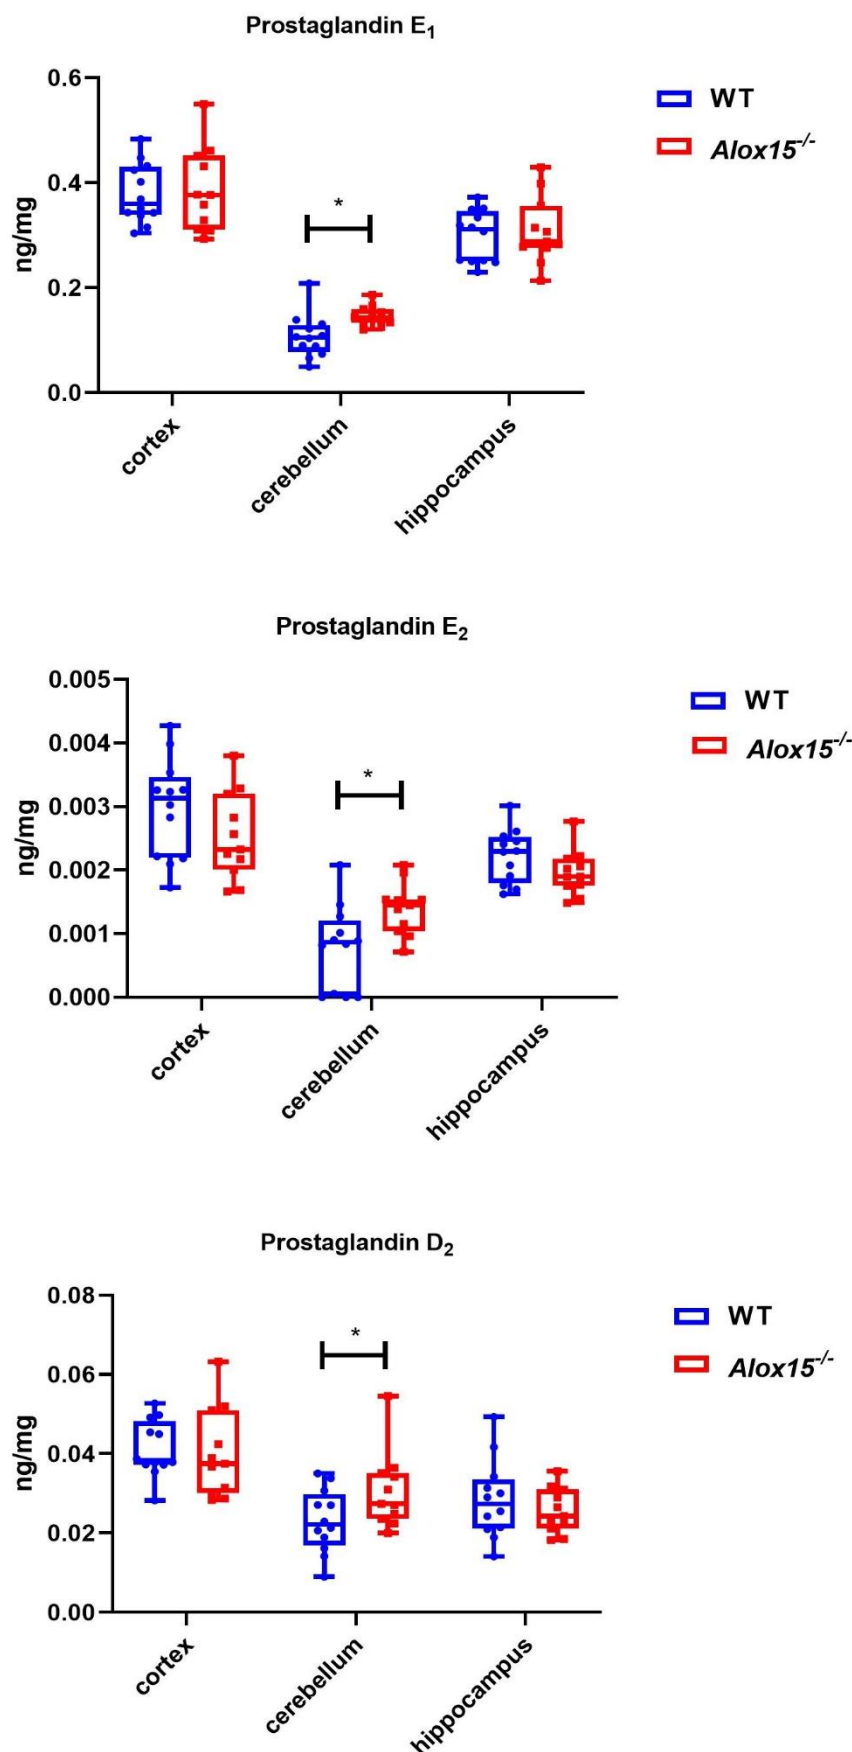 Prostaglandin E₁
0.6
0.4
0.2
0.0
ng/mg
*
cortex
cerebellum
hippocampus
WT
Alox15⁻/⁻
Prostaglandin E₂
0.005
0.004
0.003
0.002
0.001
0.000
ng/mg
*
cortex
cerebellum
hippocampus
WT
Alox15⁻/⁻
Prostaglandin D₂
0.08
0.06
0.04
0.02
0.00
ng/mg
*
cortex
cerebellum
hippocampus
WT
Alox15⁻/⁻